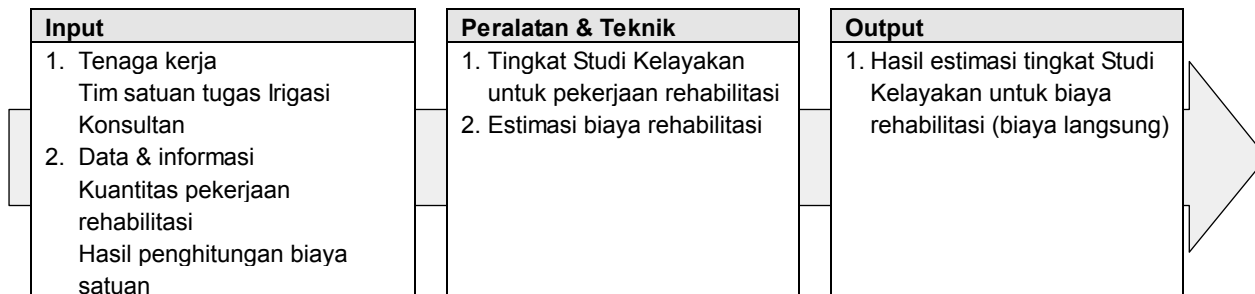 Input
1. Tenaga kerja
Tim satuan tugas Irigasi
Konsultan
2. Data & informasi
Kuantitas pekerjaan
rehabilitasi
Hasil penghitungan biaya
satuan
Peralatan & Teknik
1. Tingkat Studi Kelayakan
untuk pekerjaan rehabilitasi
2. Estimasi biaya rehabilitasi
Output
1. Hasil estimasi tingkat Studi
Kelayakan untuk biaya
rehabilitasi (biaya langsung)